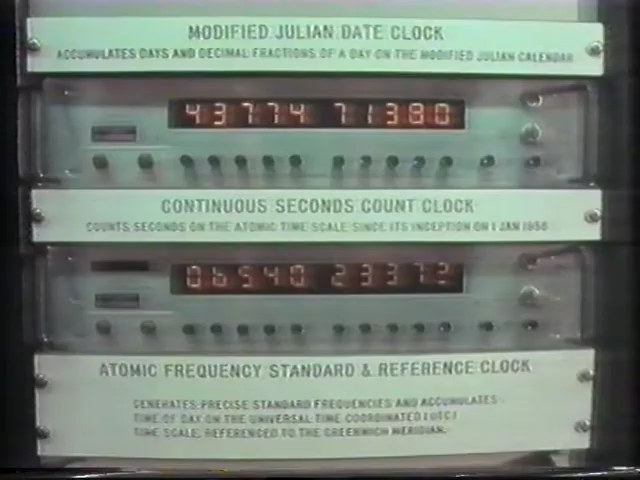 MODIFIED JULIAN DATE CLOCK
ACCUMULATES DAYS AND DECIMAL FRACTIONS OF A DAY ON THE MODIFIED JULIAN CALENDAR
43774 71380
CONTINUOUS SECONDS COUNT CLOCK
COUNTS SECONDS ON THE ATOMIC TIME SCALE SINCE ITS INCEPTION ON 1 JAN 1958
06540 23372
ATOMIC FREQUENCY STANDARD & REFERENCE CLOCK
GENERATES PRECISE STANDARD FREQUENCIES AND ACCUMULATES
TIME OF DAY ON THE UNIVERSAL TIME COORDINATED (UTC)
TIME SCALE, REFERENCED TO THE GREENWICH MERIDIAN.